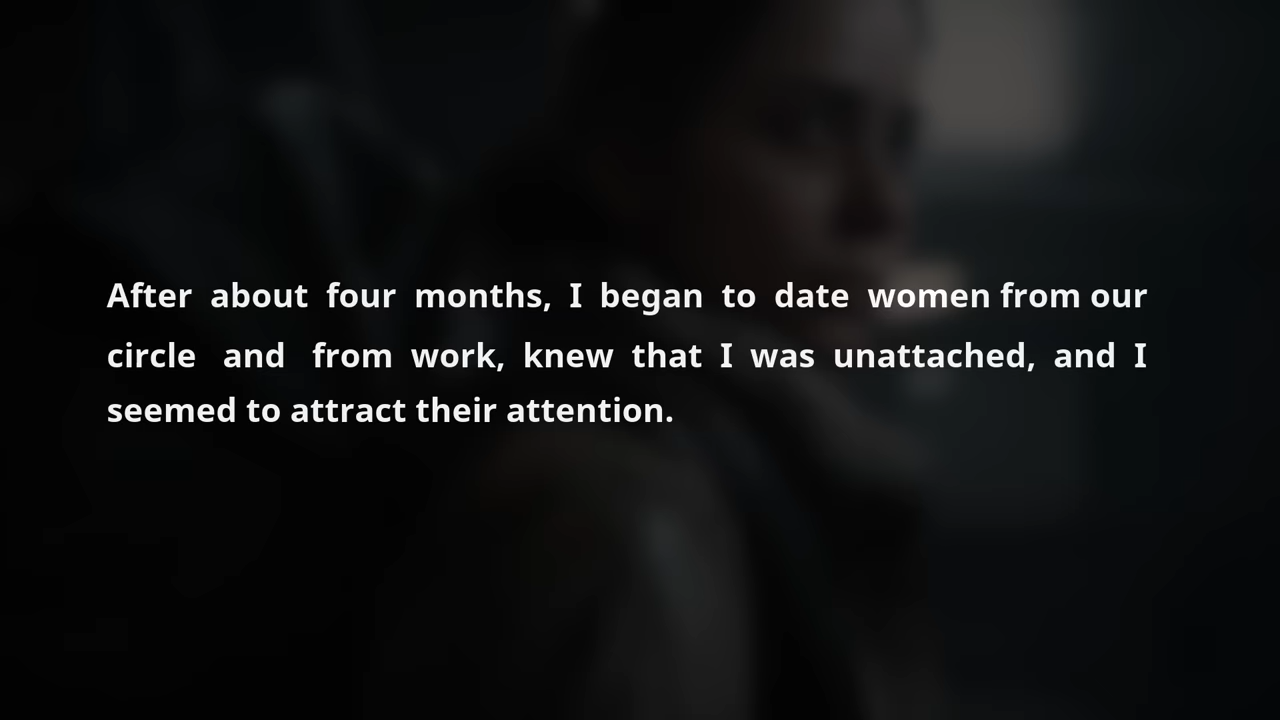 After about four months, I began to date women from our
circle and from work, knew that I was unattached, and I
seemed to attract their attention.